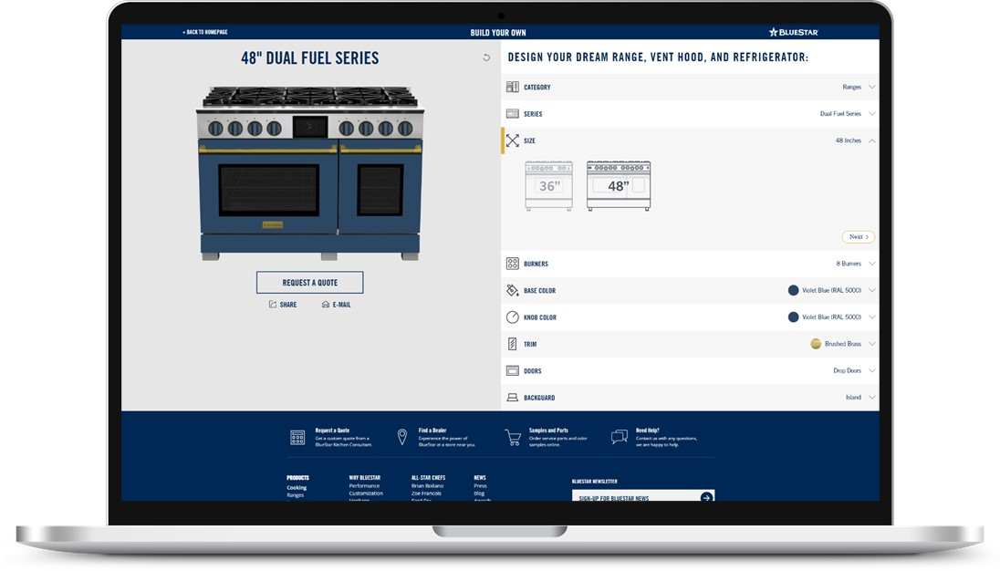 ◂ BACK TO HOMEPAGE
BUILD YOUR OWN
BLUESTAR
48" DUAL FUEL SERIES
REQUEST A QUOTE
SHARE
E-MAIL
DESIGN YOUR DREAM RANGE, VENT HOOD, AND REFRIGERATOR:
CATEGORY Ranges
SERIES Dual Fuel Series
SIZE 48 Inches
36" 48"
Next >
BURNERS 8 Burners
BASE COLOR Violet Blue (RAL 5000)
KNOB COLOR Violet Blue (RAL 5000)
TRIM Brushed Brass
DOORS Drop Doors
BACKGUARD Island
Request a Quote
Get a custom quote from a
BlueStar Kitchen Consultant.
Find a Dealer
Experience the power of
BlueStar at a store near you.
Samples and Parts
Order service parts and color
samples online.
Need Help?
Contact us with any questions,
we are happy to help.
PRODUCTS
Cooking
Ranges
WHY BLUESTAR
Performance
Customization
ALL-STAR CHEFS
Brian Boitano
Zoe Francois
NEWS
Press
Blog
BLUESTAR NEWSLETTER
SIGN-UP FOR BLUESTAR NEWS